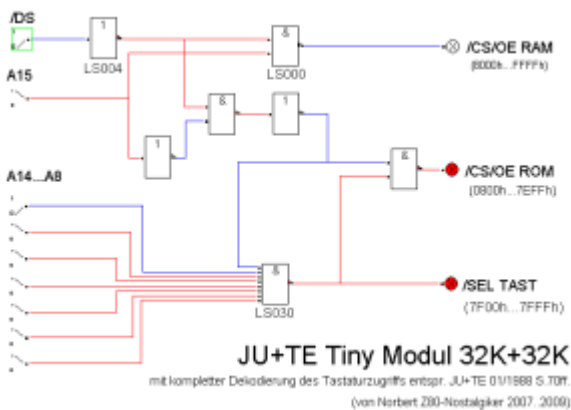 /DS
1
&
LS004
LS000
/CS/OE RAM
(8000h...FFFFh)
A15
&
1
1
A14...A8
&
/CS/OE ROM
(0800h...7EFFh)
&
LS030
/SEL TAST
(7F00h...7FFFh)
JU+TE Tiny Modul 32K+32K
mit kompletter Dekodierung des Tastaturzugriffs entspr. JU+TE 01/1988 S.70ff.
(von Norbert Z80-Nostalgiker 2007..2009)